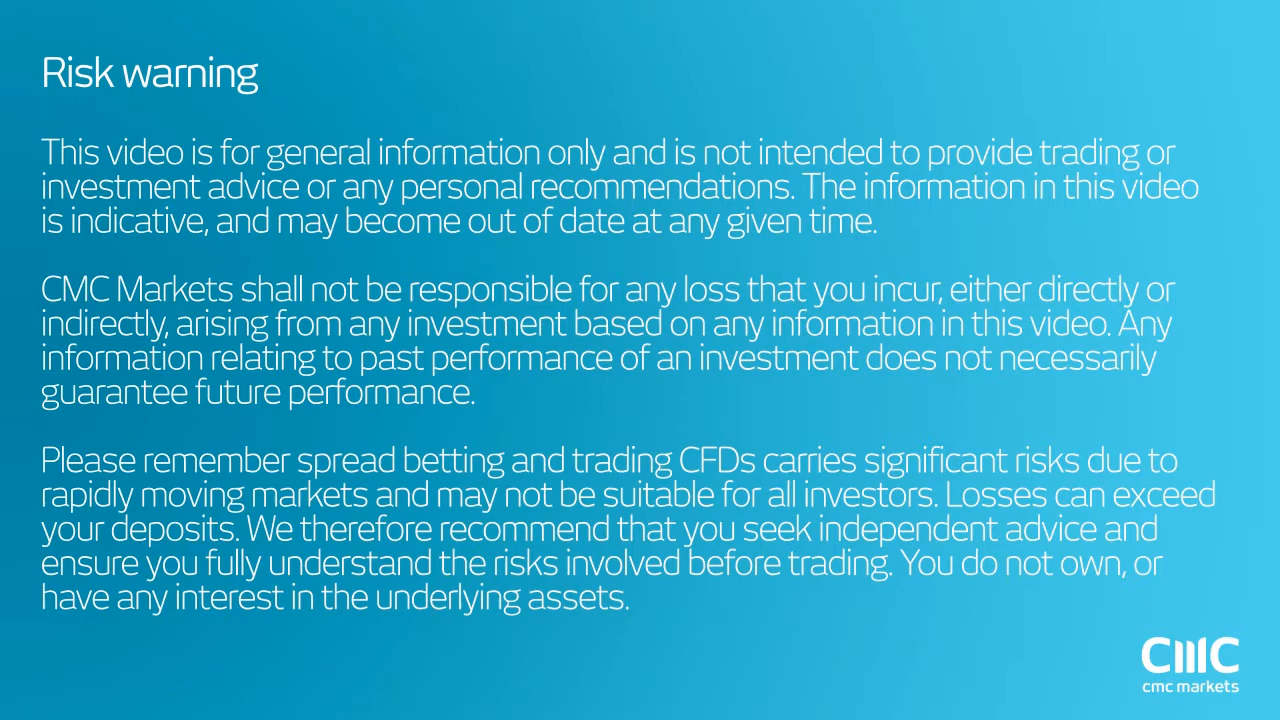 Risk warning
This video is for general information only and is not intended to provide trading or
investment advice or any personal recommendations. The information in this video
is indicative, and may become out of date at any given time.
CMC Markets shall not be responsible for any loss that you incur, either directly or
indirectly, arising from any investment based on any information in this video. Any
information relating to past performance of an investment does not necessarily
guarantee future performance.
Please remember spread betting and trading CFDs carries significant risks due to
rapidly moving markets and may not be suitable for all investors. Losses can exceed
your deposits. We therefore recommend that you seek independent advice and
ensure you fully understand the risks involved before trading. You do not own, or
have any interest in the underlying assets.
CMC
cmc markets